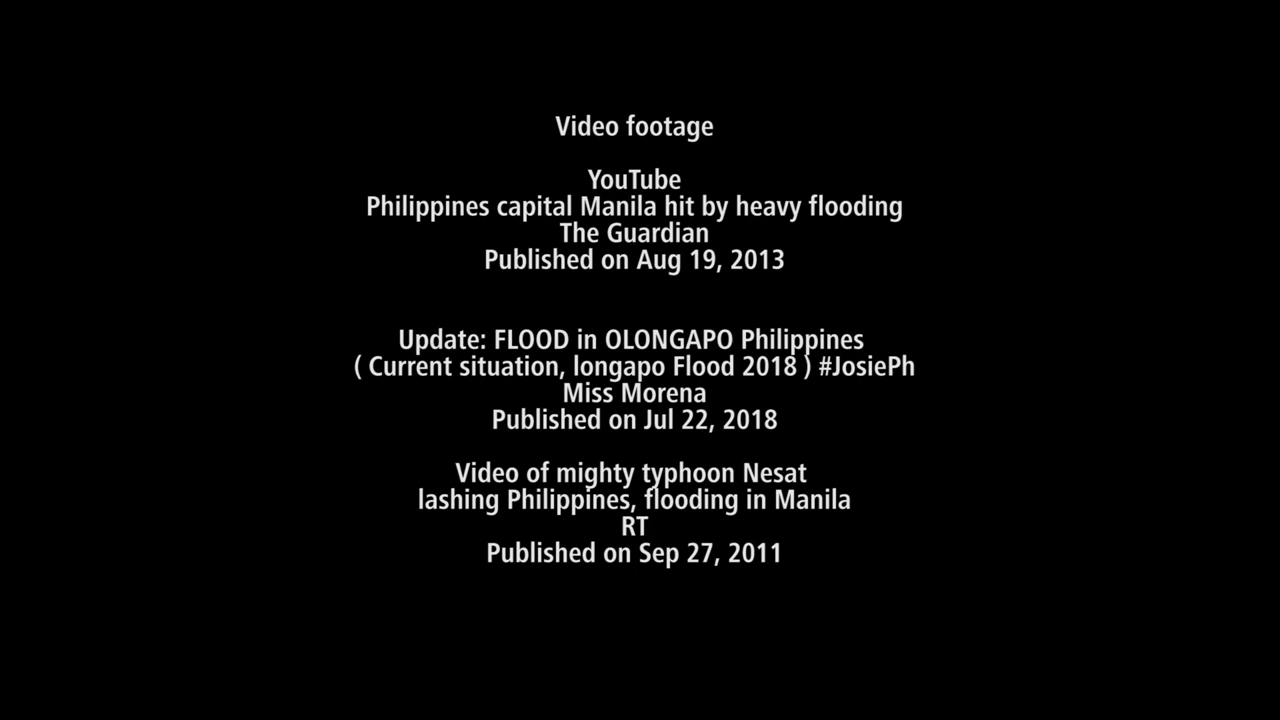 Video footage
YouTube
Philippines capital Manila hit by heavy flooding
The Guardian
Published on Aug 19, 2013
Update: FLOOD in OLONGAPO Philippines
( Current situation, longapo Flood 2018 ) #JosiePh
Miss Morena
Published on Jul 22, 2018
Video of mighty typhoon Nesat
lashing Philippines, flooding in Manila
RT
Published on Sep 27, 2011